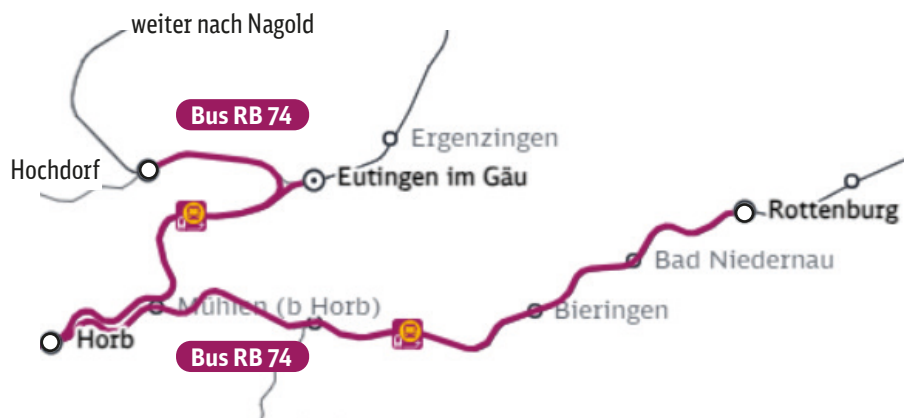 weiter nach Nagold
Bus RB 74
Ergenzingen
Hochdorf
Eutingen im Gäu
Rottenburg
Bad Niedernau
Mühlen (b Horb)
Bieringen
Horb
Bus RB 74